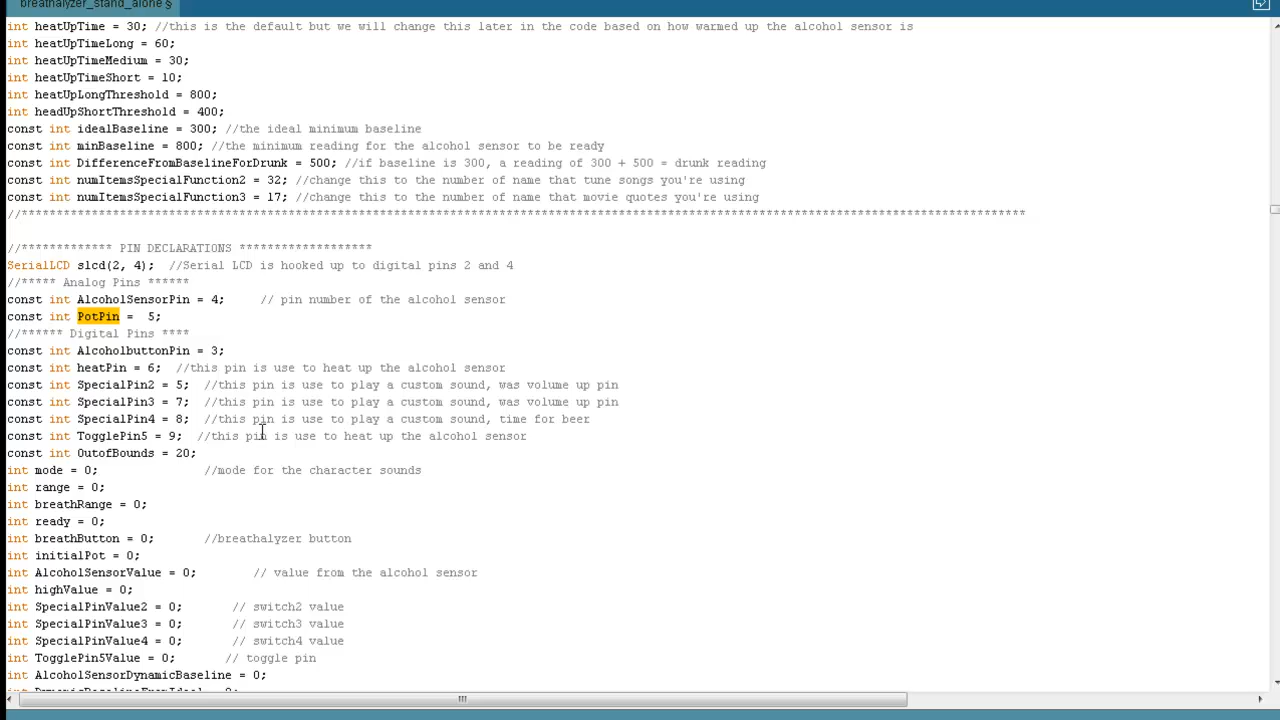 breathalyzer_stand_alone §
int heatUpTime = 30; //this is the default but we will change this later in the code based on how warmed up the alcohol sensor is
int heatUpTimeLong = 60;
int heatUpTimeMedium = 30;
int heatUpTimeShort = 10;
int heatUpLongThreshold = 800;
int headUpShortThreshold = 400;
const int idealBaseline = 300; //the ideal minimum baseline
const int minBaseline = 800; //the minimum reading for the alcohol sensor to be ready
const int DifferenceFromBaselineForDrunk = 500; //if baseline is 300, a reading of 300 + 500 = drunk reading
const int numItemsSpecialFunction2 = 32; //change this to the number of name that tune songs you're using
const int numItemsSpecialFunction3 = 17; //change this to the number of name that movie quotes you're using
//*******************************************************************************************************************************************
//************* PIN DECLARATIONS *******************
SerialLCD slcd(2, 4);  //Serial LCD is hooked up to digital pins 2 and 4
//***** Analog Pins ******
const int AlcoholSensorPin = 4;     // pin number of the alcohol sensor
const int PotPin =  5;
//****** Digital Pins ****
const int AlcoholbuttonPin = 3;
const int heatPin = 6;  //this pin is use to heat up the alcohol sensor
const int SpecialPin2 = 5;  //this pin is use to play a custom sound, was volume up pin
const int SpecialPin3 = 7;  //this pin is use to play a custom sound, was volume up pin
const int SpecialPin4 = 8;  //this pin is use to play a custom sound, time for beer
const int TogglePin5 = 9;  //this pin is use to heat up the alcohol sensor
const int OutofBounds = 20;
int mode = 0;               //mode for the character sounds
int range = 0;
int breathRange = 0;
int ready = 0;
int breathButton = 0;       //breathalyzer button
int initialPot = 0;
int AlcoholSensorValue = 0;        // value from the alcohol sensor
int highValue = 0;
int SpecialPinValue2 = 0;       // switch2 value
int SpecialPinValue3 = 0;       // switch3 value
int SpecialPinValue4 = 0;       // switch4 value
int TogglePin5Value = 0;       // toggle pin
int AlcoholSensorDynamicBaseline = 0;